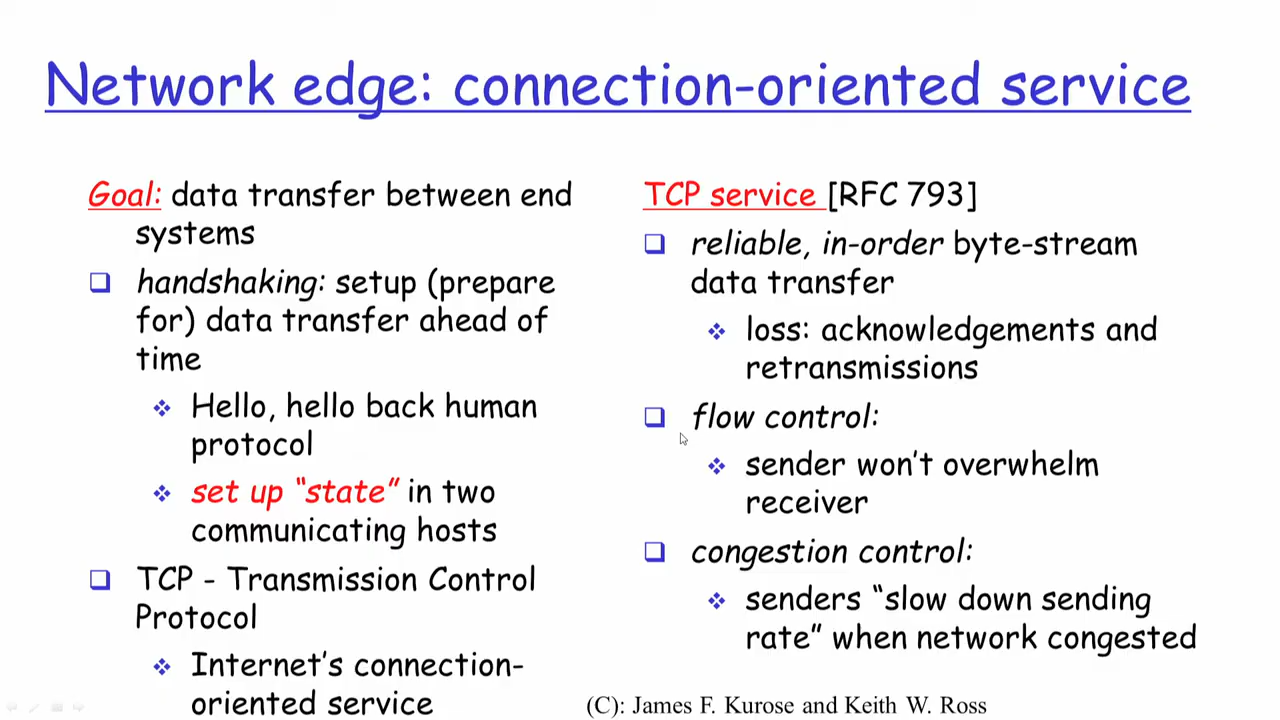 Network edge: connection-oriented service
Goal: data transfer between end
systems
handshaking: setup (prepare
for) data transfer ahead of
time
Hello, hello back human
protocol
set up “state” in two
communicating hosts
TCP - Transmission Control
Protocol
Internet’s connection-
oriented service
TCP service [RFC 793]
reliable, in-order byte-stream
data transfer
loss: acknowledgements and
retransmissions
flow control:
sender won’t overwhelm
receiver
congestion control:
senders “slow down sending
rate” when network congested
(C): James F. Kurose and Keith W. Ross